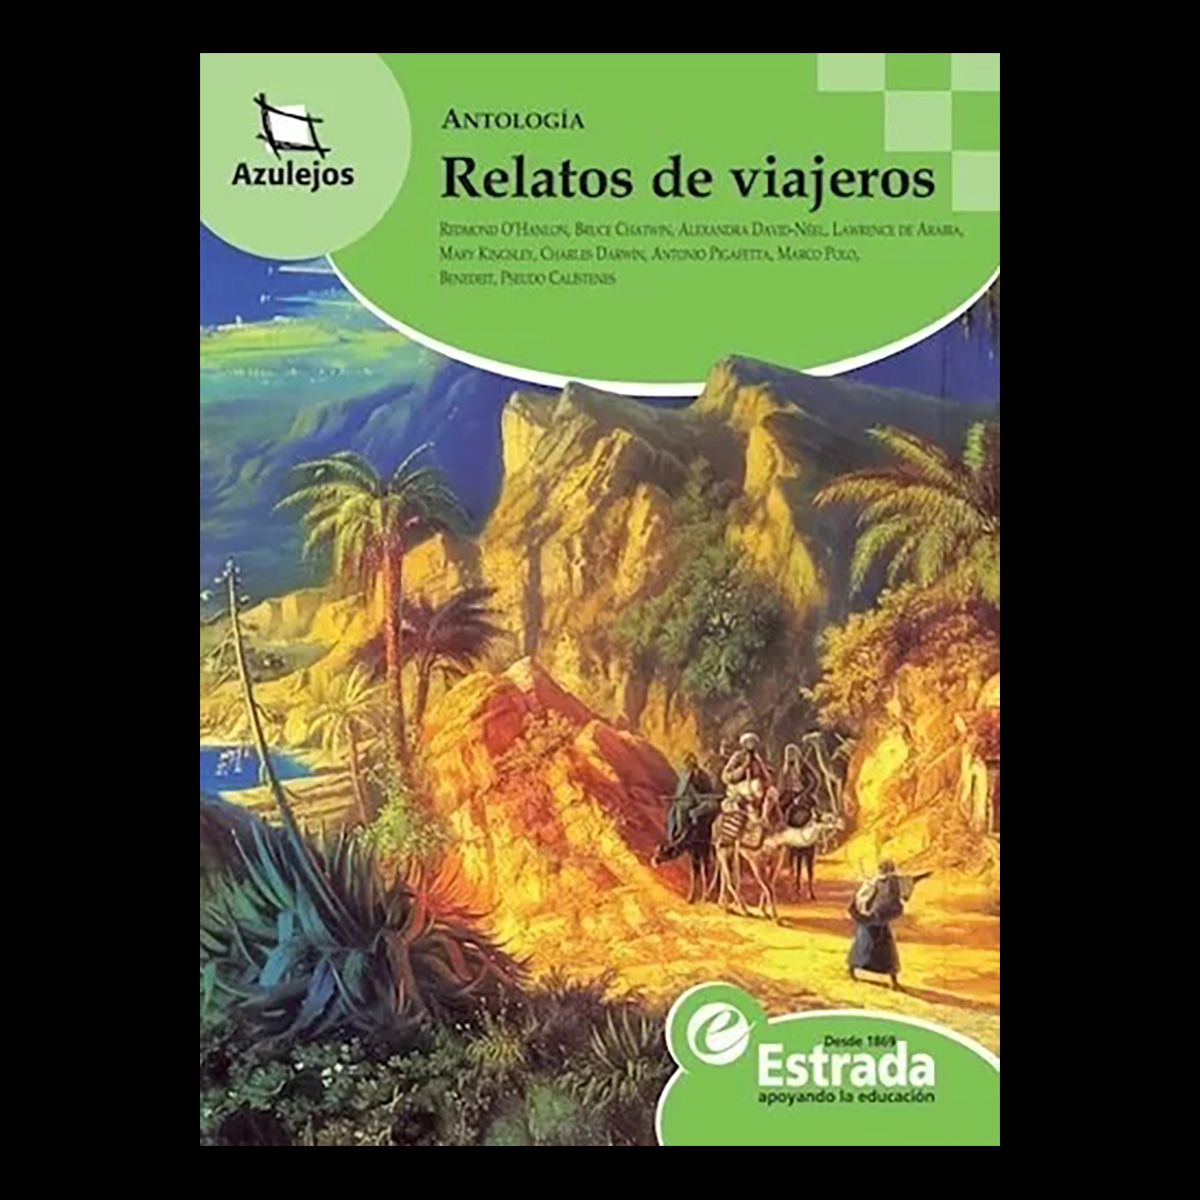 Azulejos
Antología
Relatos de viajeros
Redmond O'Hanlon, Bruce Chatwin, Alexandra David-Néel, Lawrence de Arabia,
Mary Kingsley, Charles Darwin, Antonio Pigafetta, Marco Polo,
Benedeit, Pseudo Calístenes
Desde 1869
Estrada
apoyando la educación